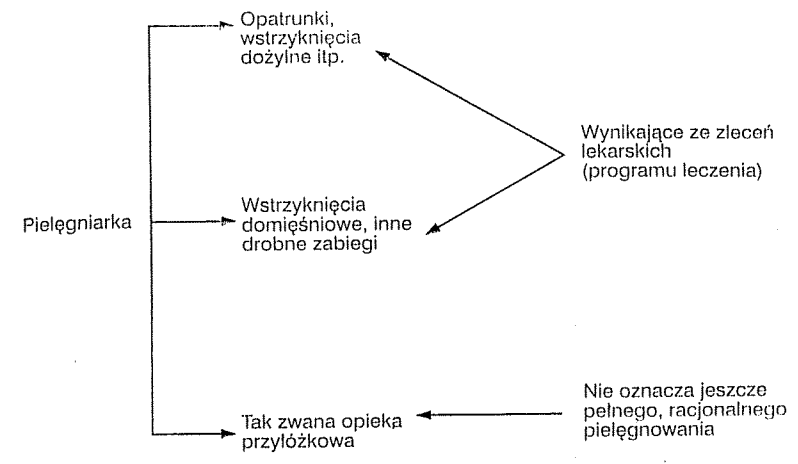 Opatrunki,
wstrzyknięcia
dożylne itp.
Wynikające ze zleceń
lekarskich
(programu leczenia)
Pielęgniarka
Wstrzyknięcia
domięśniowe, inne
drobne zabiegi
Tak zwana opieka
przyłóżkowa
Nie oznacza jeszcze
pełnego, racjonalnego
pielęgnowania